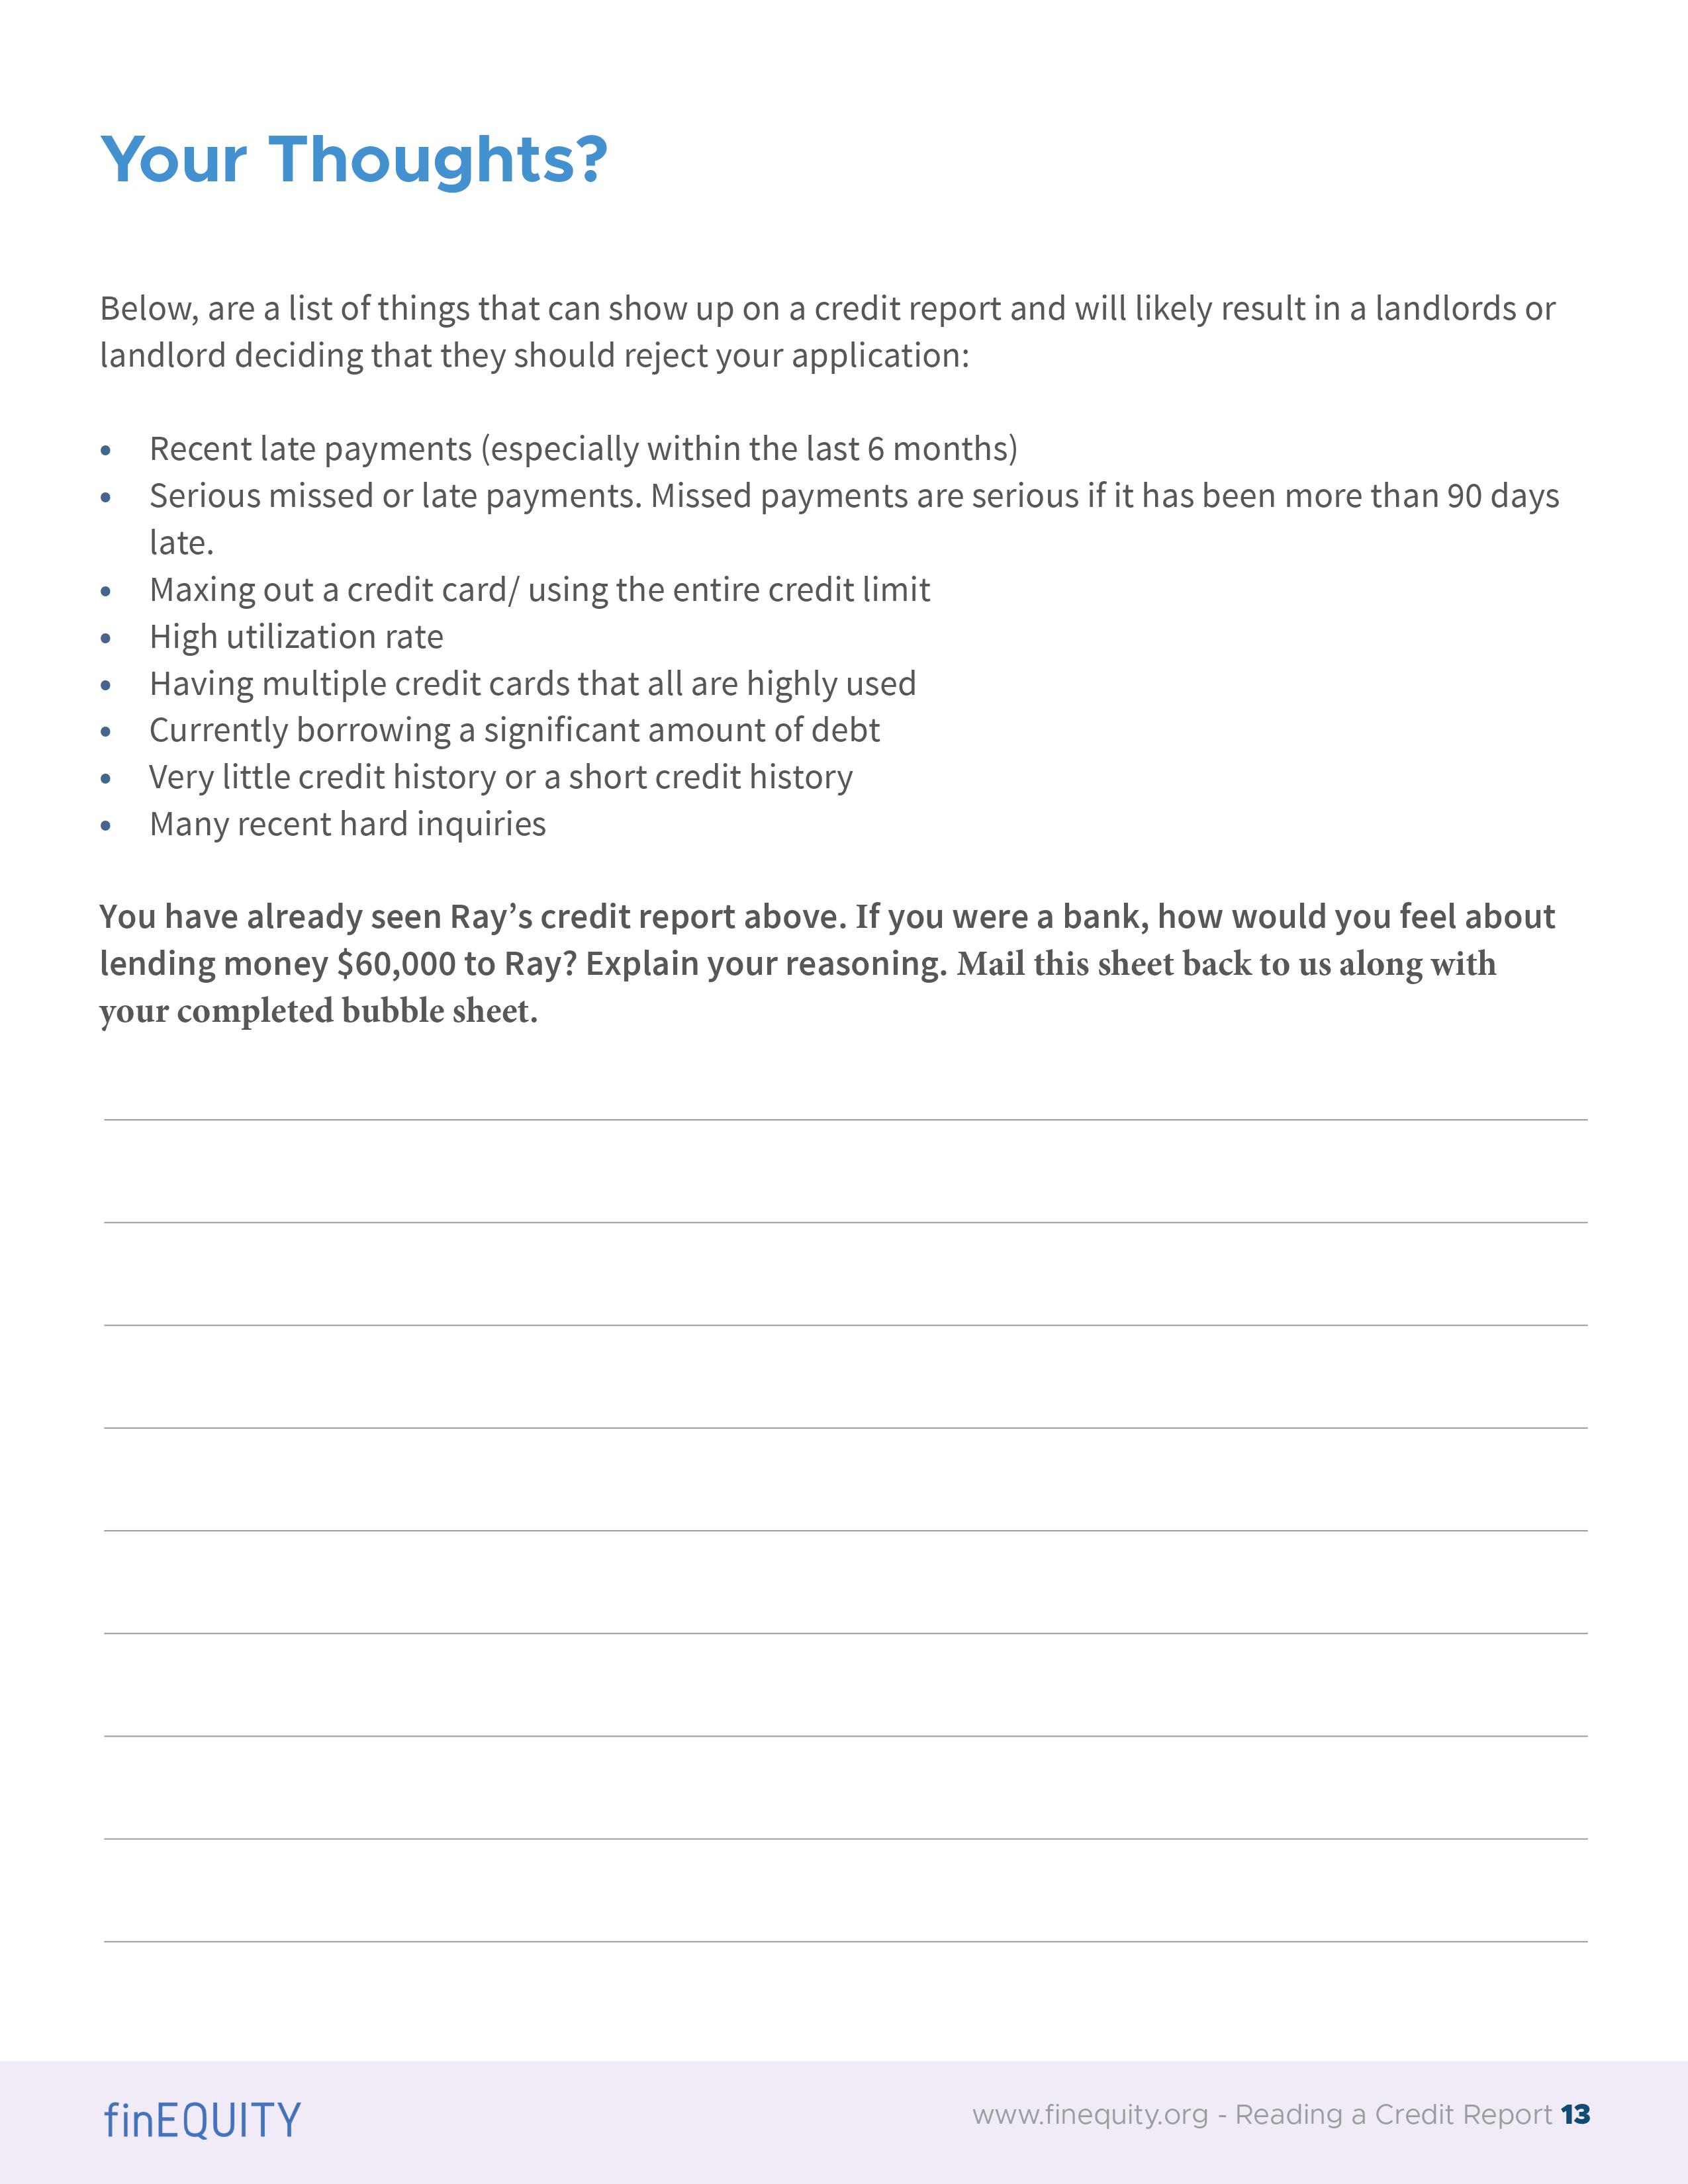 Your Thoughts?
Below, are a list of things that can show up on a credit report and will likely result in a landlords or
landlord deciding that they should reject your application:
• Recent late payments (especially within the last 6 months)
• Serious missed or late payments. Missed payments are serious if it has been more than 90 days
late.
• Maxing out a credit card/ using the entire credit limit
• High utilization rate
• Having multiple credit cards that all are highly used
• Currently borrowing a significant amount of debt
• Very little credit history or a short credit history
• Many recent hard inquiries
You have already seen Ray’s credit report above. If you were a bank, how would you feel about
lending money $60,000 to Ray? Explain your reasoning. Mail this sheet back to us along with
your completed bubble sheet.
finEQUITY
www.finequity.org - Reading a Credit Report 13